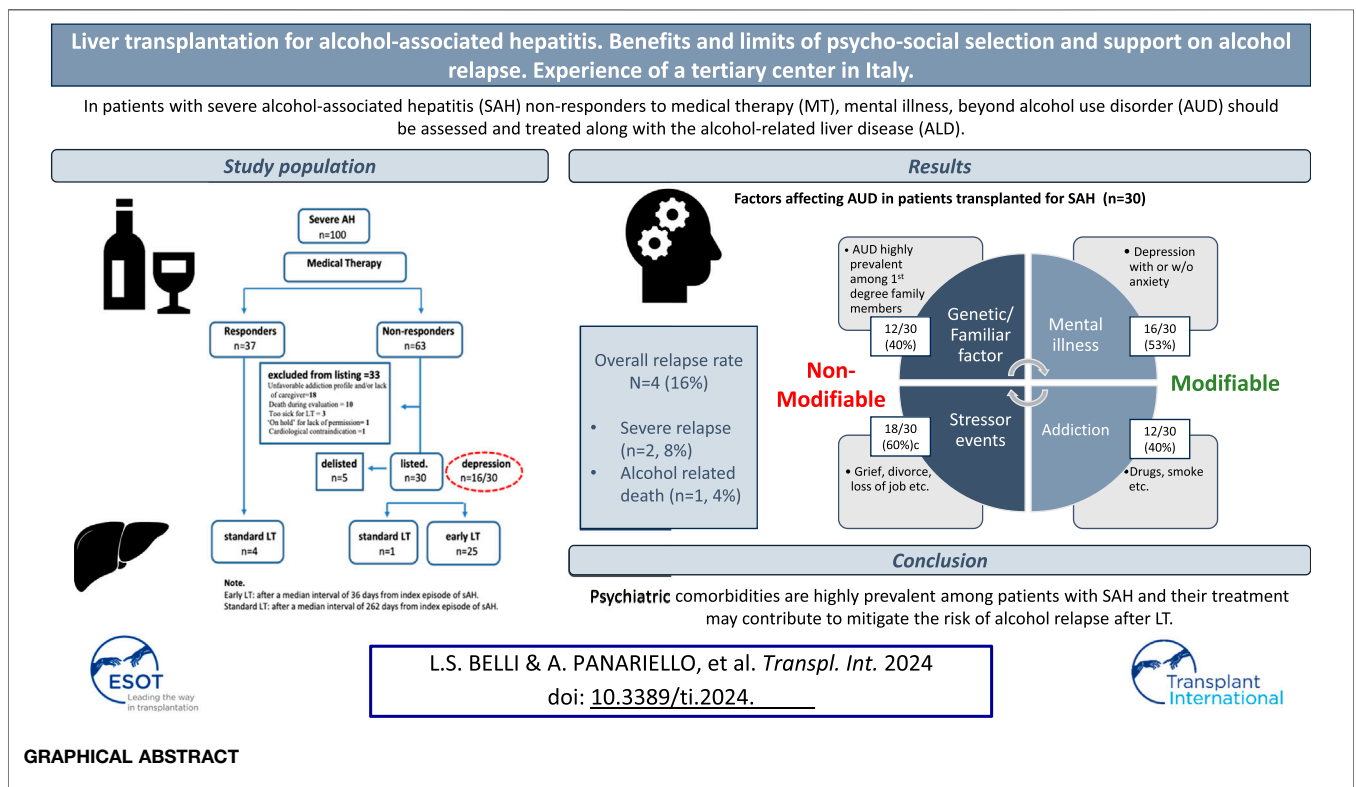 Liver transplantation for alcohol-associated hepatitis. Benefits and limits of psycho-social selection and support on alcohol
relapse. Experience of a tertiary center in Italy.
In patients with severe alcohol-associated hepatitis (SAH) non-responders to medical therapy (MT), mental illness, beyond alcohol use disorder (AUD) should
be assessed and treated along with the alcohol-related liver disease (ALD).
Study population
Severe AH
n=100
Medical Therapy
Responders
n=37
Non-responders
n=63
excluded from listing =33
Unfavorable addiction profile and/or lack
of caregiver=18
Death during evaluation = 10
Too sick for LT = 3
'On hold' for lack of permission= 1
Cardiological contraindication =1
delisted
n=5
listed.
n=30
depression
n=16/30
standard LT
n=4
standard LT
n=1
early LT
n=25
Note.
Early LT: after a median interval of 36 days from index episode of sAH.
Standard LT: after a median interval of 262 days from index episode of sAH.
Results
Factors affecting AUD in patients transplanted for SAH (n=30)
Overall relapse rate
N=4 (16%)
• Severe relapse
(n=2, 8%)
• Alcohol related
death (n=1, 4%)
• AUD highly
prevalent
among 1st
degree family
members
12/30
(40%)
Genetic/
Familiar
factor
Mental
illness
• Depression
with or w/o
anxiety
16/30
(53%)
Non-
Modifiable
Modifiable
18/30
(60%)c
Stressor
events
Addiction
12/30
(40%)
• Grief, divorce,
loss of job etc.
•Drugs, smoke
etc.
Conclusion
Psychiatric comorbidities are highly prevalent among patients with SAH and their treatment
may contribute to mitigate the risk of alcohol relapse after LT.
ESOT
Leading the way
in transplantation
L.S. BELLI & A. PANARIELLO, et al. Transpl. Int. 2024
doi: 10.3389/ti.2024.
Transplant
International
GRAPHICAL ABSTRACT